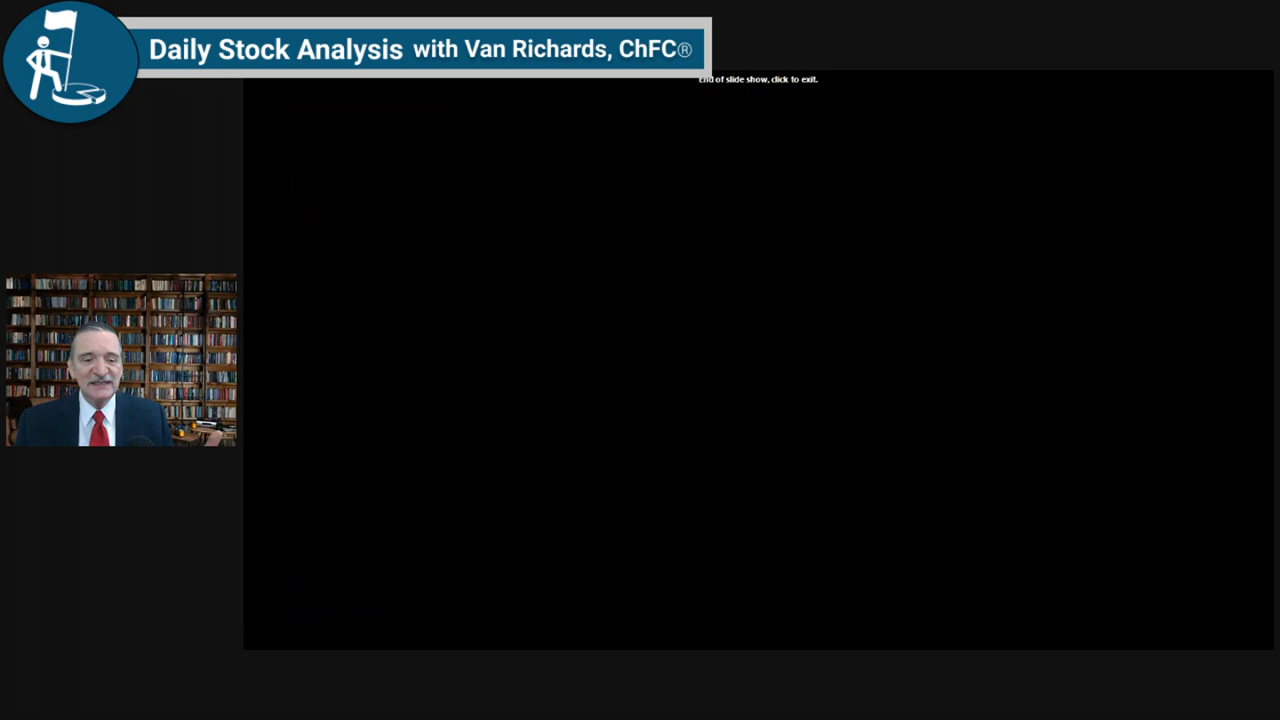 Daily Stock Analysis with Van Richards, ChFC®
End of slide show, click to exit.